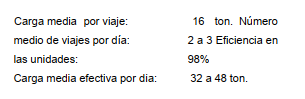 Carga media por viaje: 16 ton. Número
medio de viajes por día: 2 a 3 Eficiencia en
las unidades: 98%
Carga media efectiva por dia: 32 a 48 ton.